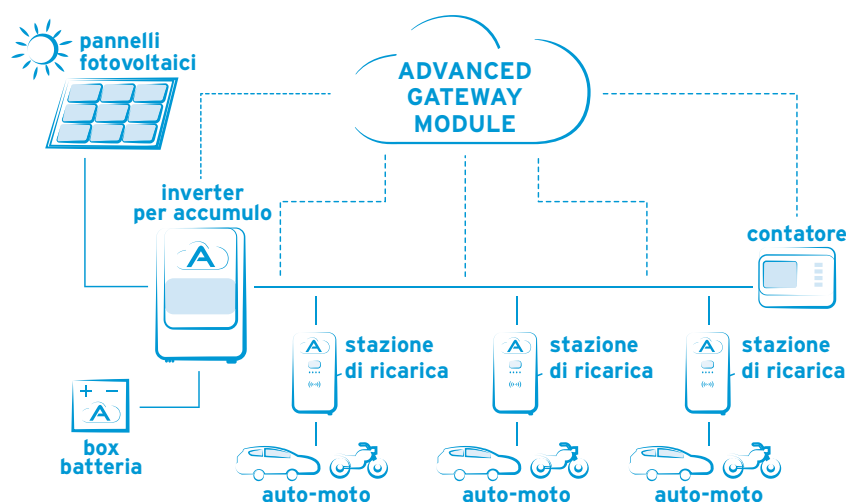 pannelli
fotovoltaici
ADVANCED
GATEWAY
MODULE
inverter
per accumulo
contatore
A
A
stazione
di ricarica
A
stazione
di ricarica
A
stazione
di ricarica
+ −
A
box
batteria
auto-moto
auto-moto
auto-moto